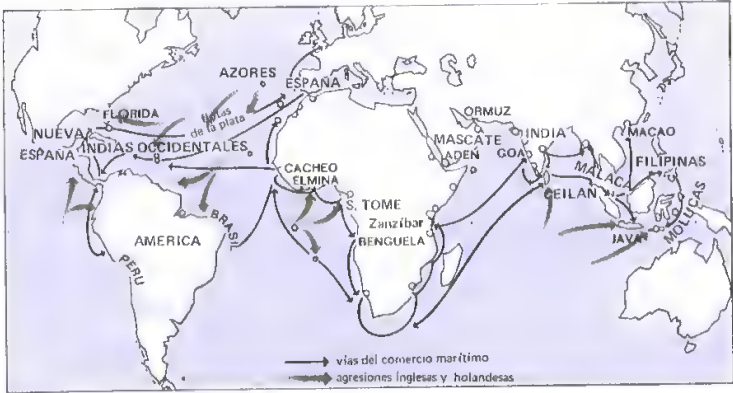 AZORES
ESPAÑA
FLORIDA
flotas
de la plata
NUEVA
ESPAÑA
INDIAS OCCIDENTALES
CACHEO
ELMINA
S. TOME
Zanzíbar
BENGUELA
AMERICA
BRASIL
PERU
ORMUZ
MASCATE
ADEN
INDIA
GOA
CEILAN
MALACA
MACAO
FILIPINAS
JAVA
MOLUCAS
vías del comercio marítimo
agresiones inglesas y holandesas